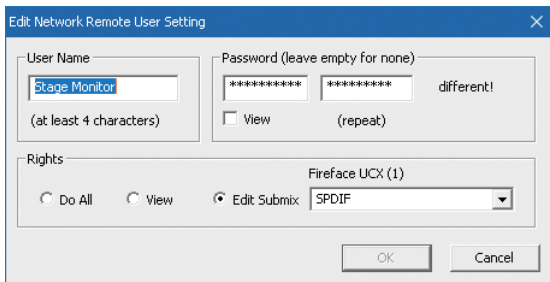 Edit Network Remote User Setting
User Name
Password (leave empty for none)
Stage Monitor
********** ********* different!
(at least 4 characters)
View (repeat)
Rights
Fireface UCX (1)
Do All View Edit Submix SPDIF
OK Cancel